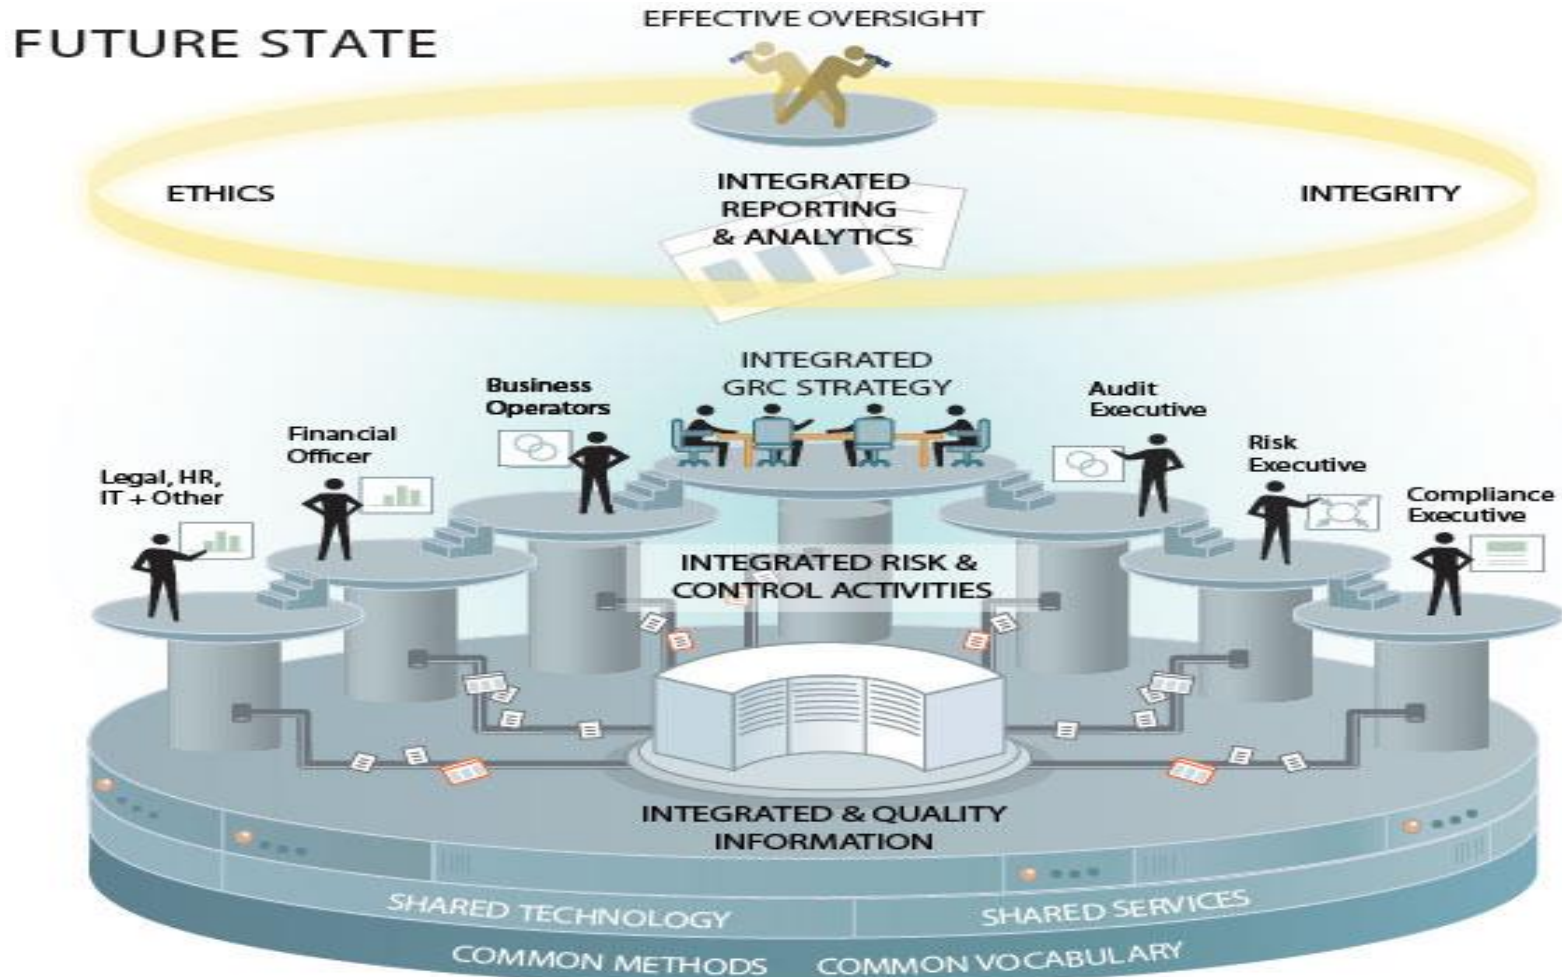 EFFECTIVE OVERSIGHT
FUTURE STATE
ETHICS
INTEGRATED
REPORTING
& ANALYTICS
INTEGRITY
INTEGRATED
GRC STRATEGY
Business
Operators
Audit
Executive
Financial
Officer
Risk
Executive
Legal, HR,
IT + Other
Compliance
Executive
INTEGRATED RISK &
CONTROL ACTIVITIES
INTEGRATED & QUALITY
INFORMATION
SHARED TECHNOLOGY
SHARED SERVICES
COMMON METHODS
COMMON VOCABULARY